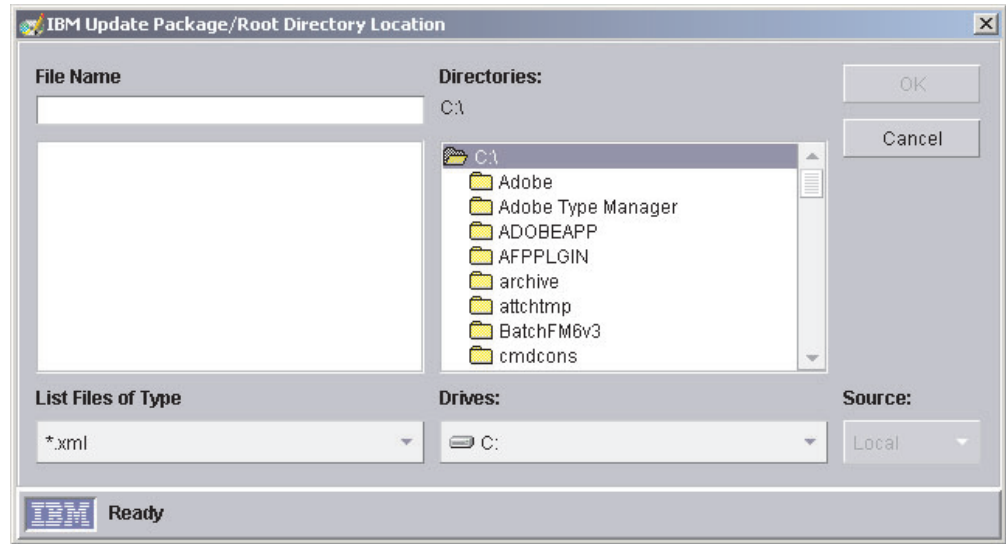 IBM Update Package/Root Directory Location
File Name
Directories:
C:\
OK
Cancel
C:\
Adobe
Adobe Type Manager
ADOBEAPP
AFPPLGIN
archive
attchtmp
BatchFM6v3
cmdcons
List Files of Type
Drives:
Source:
*.xml
C:
Local
IBM Ready